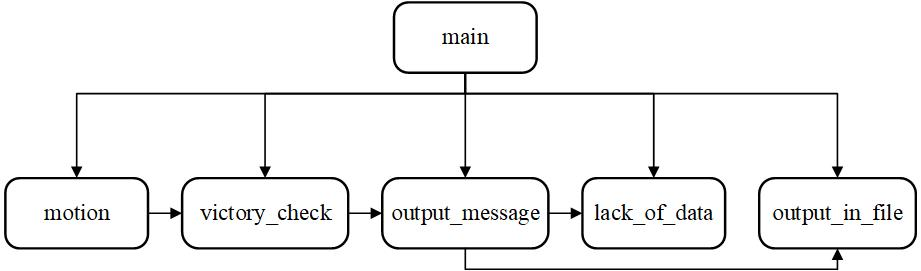 main
motion
victory_check
output_message
lack_of_data
output_in_file